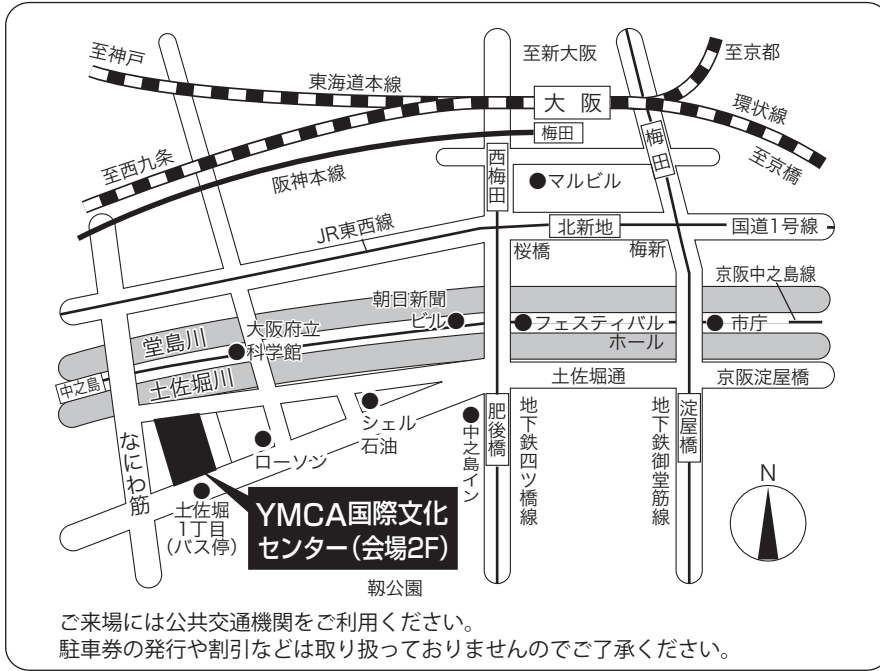 至神戸
東海道本線
至新大阪
至京都
大阪
環状線
梅田
梅田
至京橋
至西九条
阪神本線
西梅田
マルビル
JR東西線
北新地
国道1号線
桜橋
梅新
京阪中之島線
朝日新聞
ビル
フェスティバル
ホール
市庁
堂島川
大阪府立
科学館
中之島
土佐堀川
土佐堀通
京阪淀屋橋
なにわ筋
シェル
石油
ローソン
中之島イン
肥後橋
地下鉄四ツ橋線
地下鉄御堂筋線
淀屋橋
N
土佐堀
1丁目
(バス停)
YMCA国際文化
センター(会場2F)
靱公園
ご来場には公共交通機関をご利用ください。
駐車券の発行や割引などは取り扱っておりませんのでご了承ください。